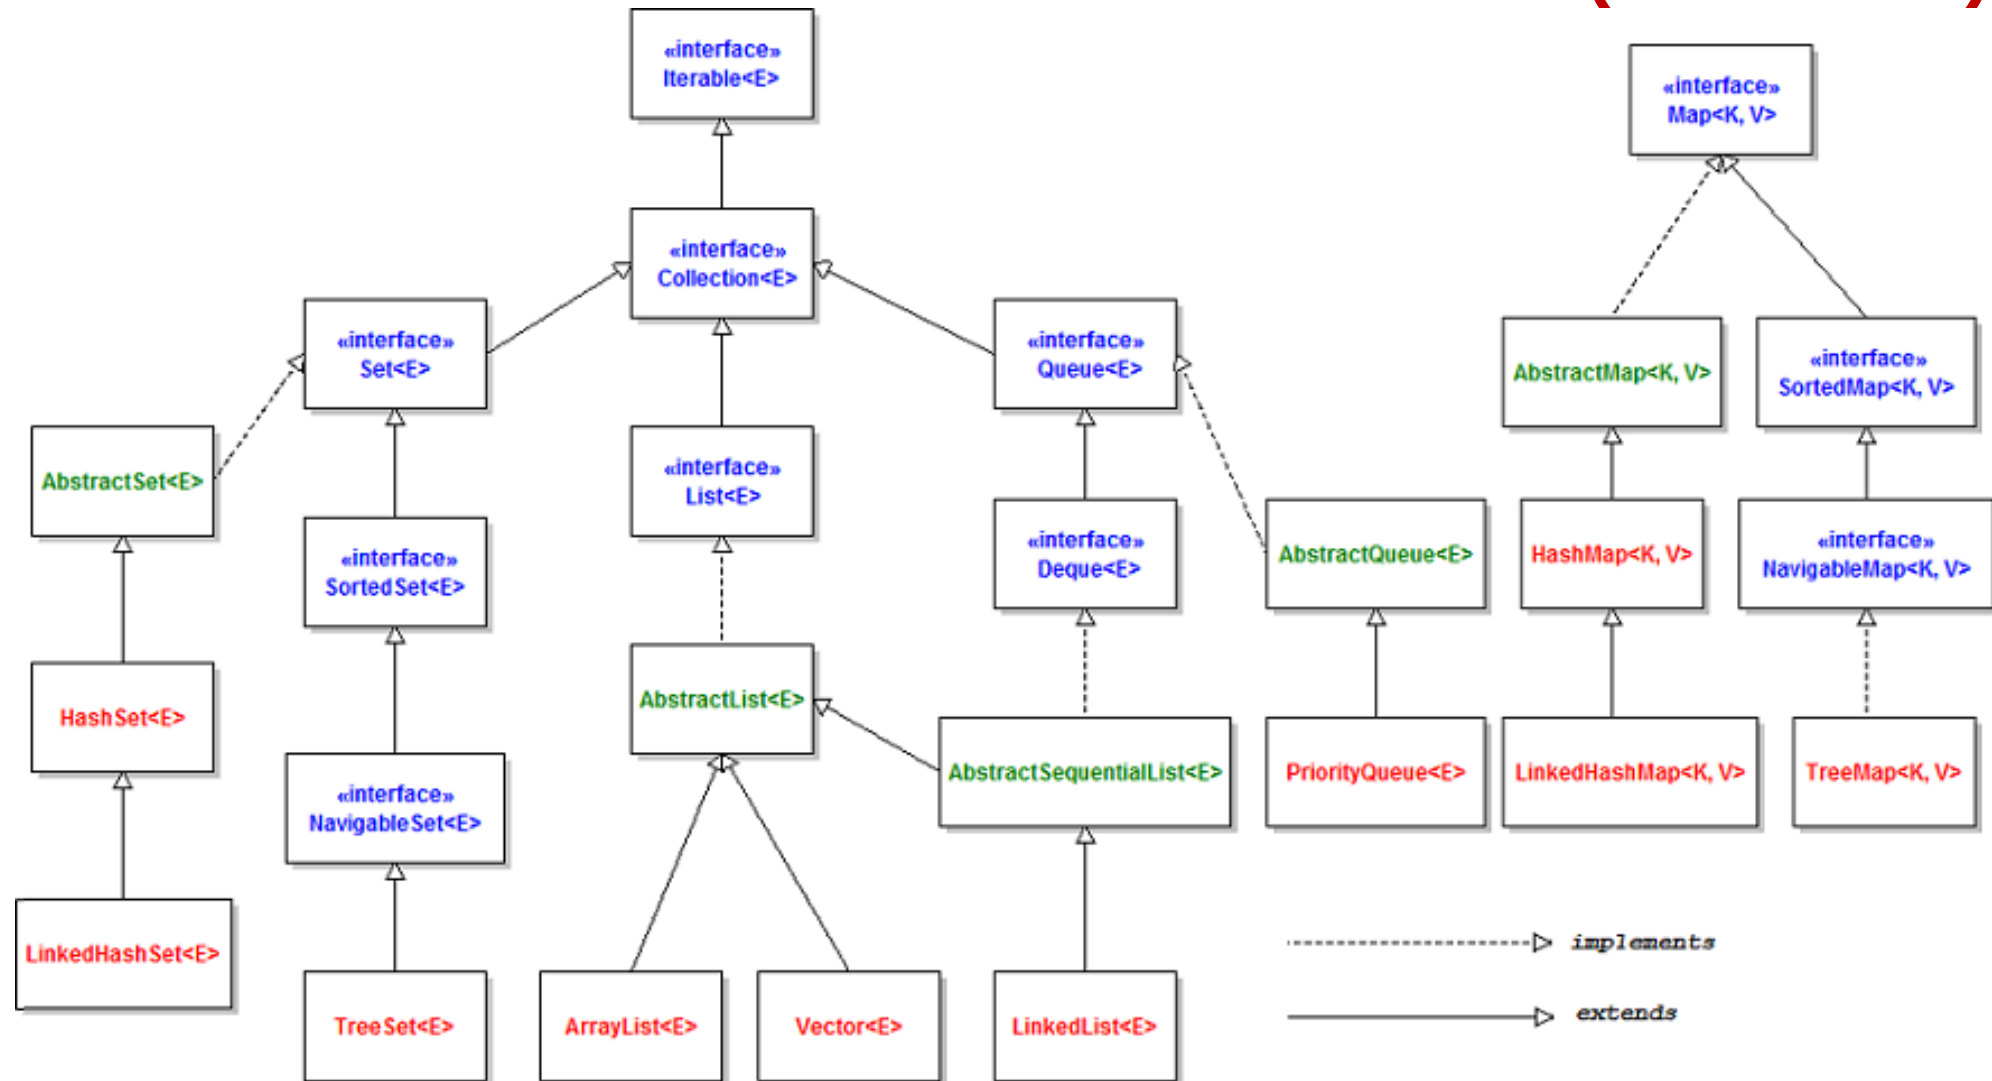 «interface»
Iterable<E>
«interface»
Map<K, V>
«interface»
Collection<E>
«interface»
Set<E>
«interface»
Queue<E>
AbstractMap<K, V>
«interface»
SortedMap<K, V>
AbstractSet<E>
«interface»
List<E>
«interface»
SortedSet<E>
«interface»
Deque<E>
AbstractQueue<E>
HashMap<K, V>
«interface»
NavigableMap<K, V>
HashSet<E>
AbstractList<E>
«interface»
NavigableSet<E>
AbstractSequentialList<E>
PriorityQueue<E>
LinkedHashMap<K, V>
TreeMap<K, V>
LinkedHashSet<E>
TreeSet<E>
ArrayList<E>
Vector<E>
LinkedList<E>
implements
extends